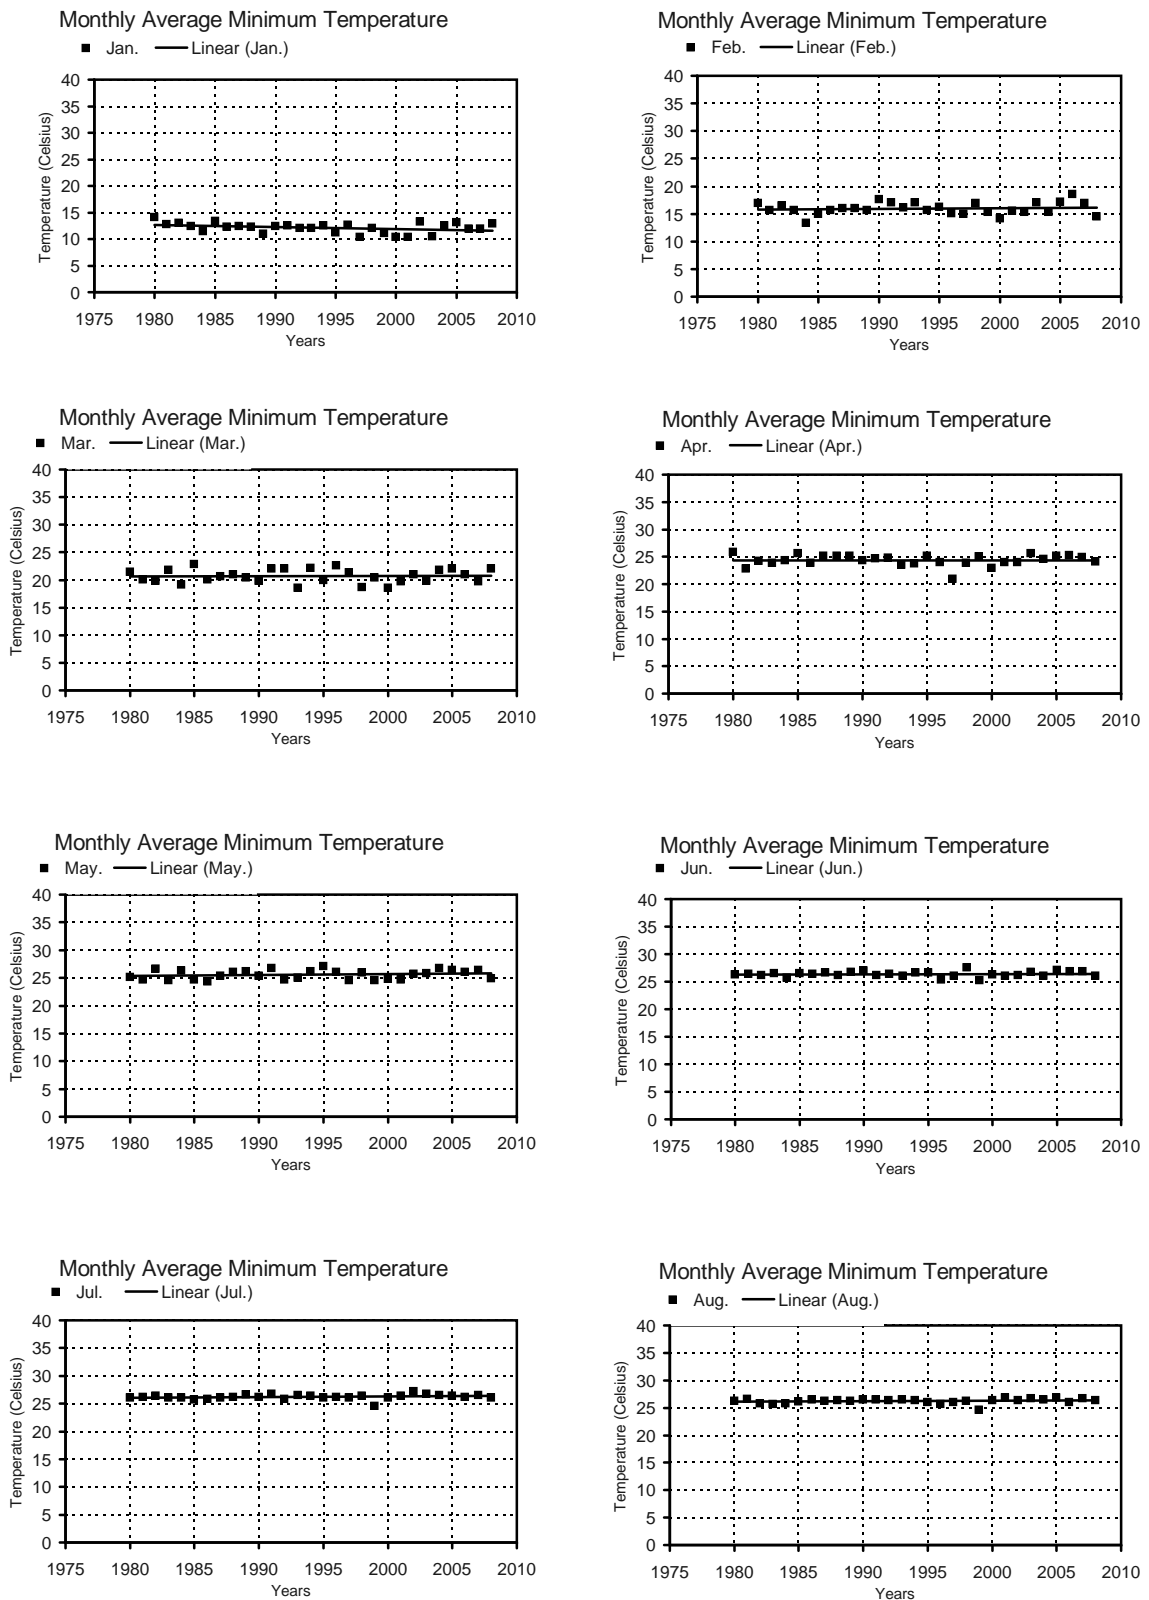 Monthly Average Minimum Temperature
Jan. Linear (Jan.)
Temperature (Celsius)
40
35
30
25
20
15
10
5
0
1975 1980 1985 1990 1995 2000 2005 2010
Years
Monthly Average Minimum Temperature
Feb. Linear (Feb.)
Temperature (Celsius)
40
35
30
25
20
15
10
5
0
1975 1980 1985 1990 1995 2000 2005 2010
Years
Monthly Average Minimum Temperature
Mar. Linear (Mar.)
Temperature (Celsius)
40
35
30
25
20
15
10
5
0
1975 1980 1985 1990 1995 2000 2005 2010
Years
Monthly Average Minimum Temperature
Apr. Linear (Apr.)
Temperature (Celsius)
40
35
30
25
20
15
10
5
0
1975 1980 1985 1990 1995 2000 2005 2010
Years
Monthly Average Minimum Temperature
May. Linear (May.)
Temperature (Celsius)
40
35
30
25
20
15
10
5
0
1975 1980 1985 1990 1995 2000 2005 2010
Years
Monthly Average Minimum Temperature
Jun. Linear (Jun.)
Temperature (Celsius)
40
35
30
25
20
15
10
5
0
1975 1980 1985 1990 1995 2000 2005 2010
Years
Monthly Average Minimum Temperature
Jul. Linear (Jul.)
Temperature (Celsius)
40
35
30
25
20
15
10
5
0
1975 1980 1985 1990 1995 2000 2005 2010
Years
Monthly Average Minimum Temperature
Aug. Linear (Aug.)
Temperature (Celsius)
40
35
30
25
20
15
10
5
0
1975 1980 1985 1990 1995 2000 2005 2010
Years